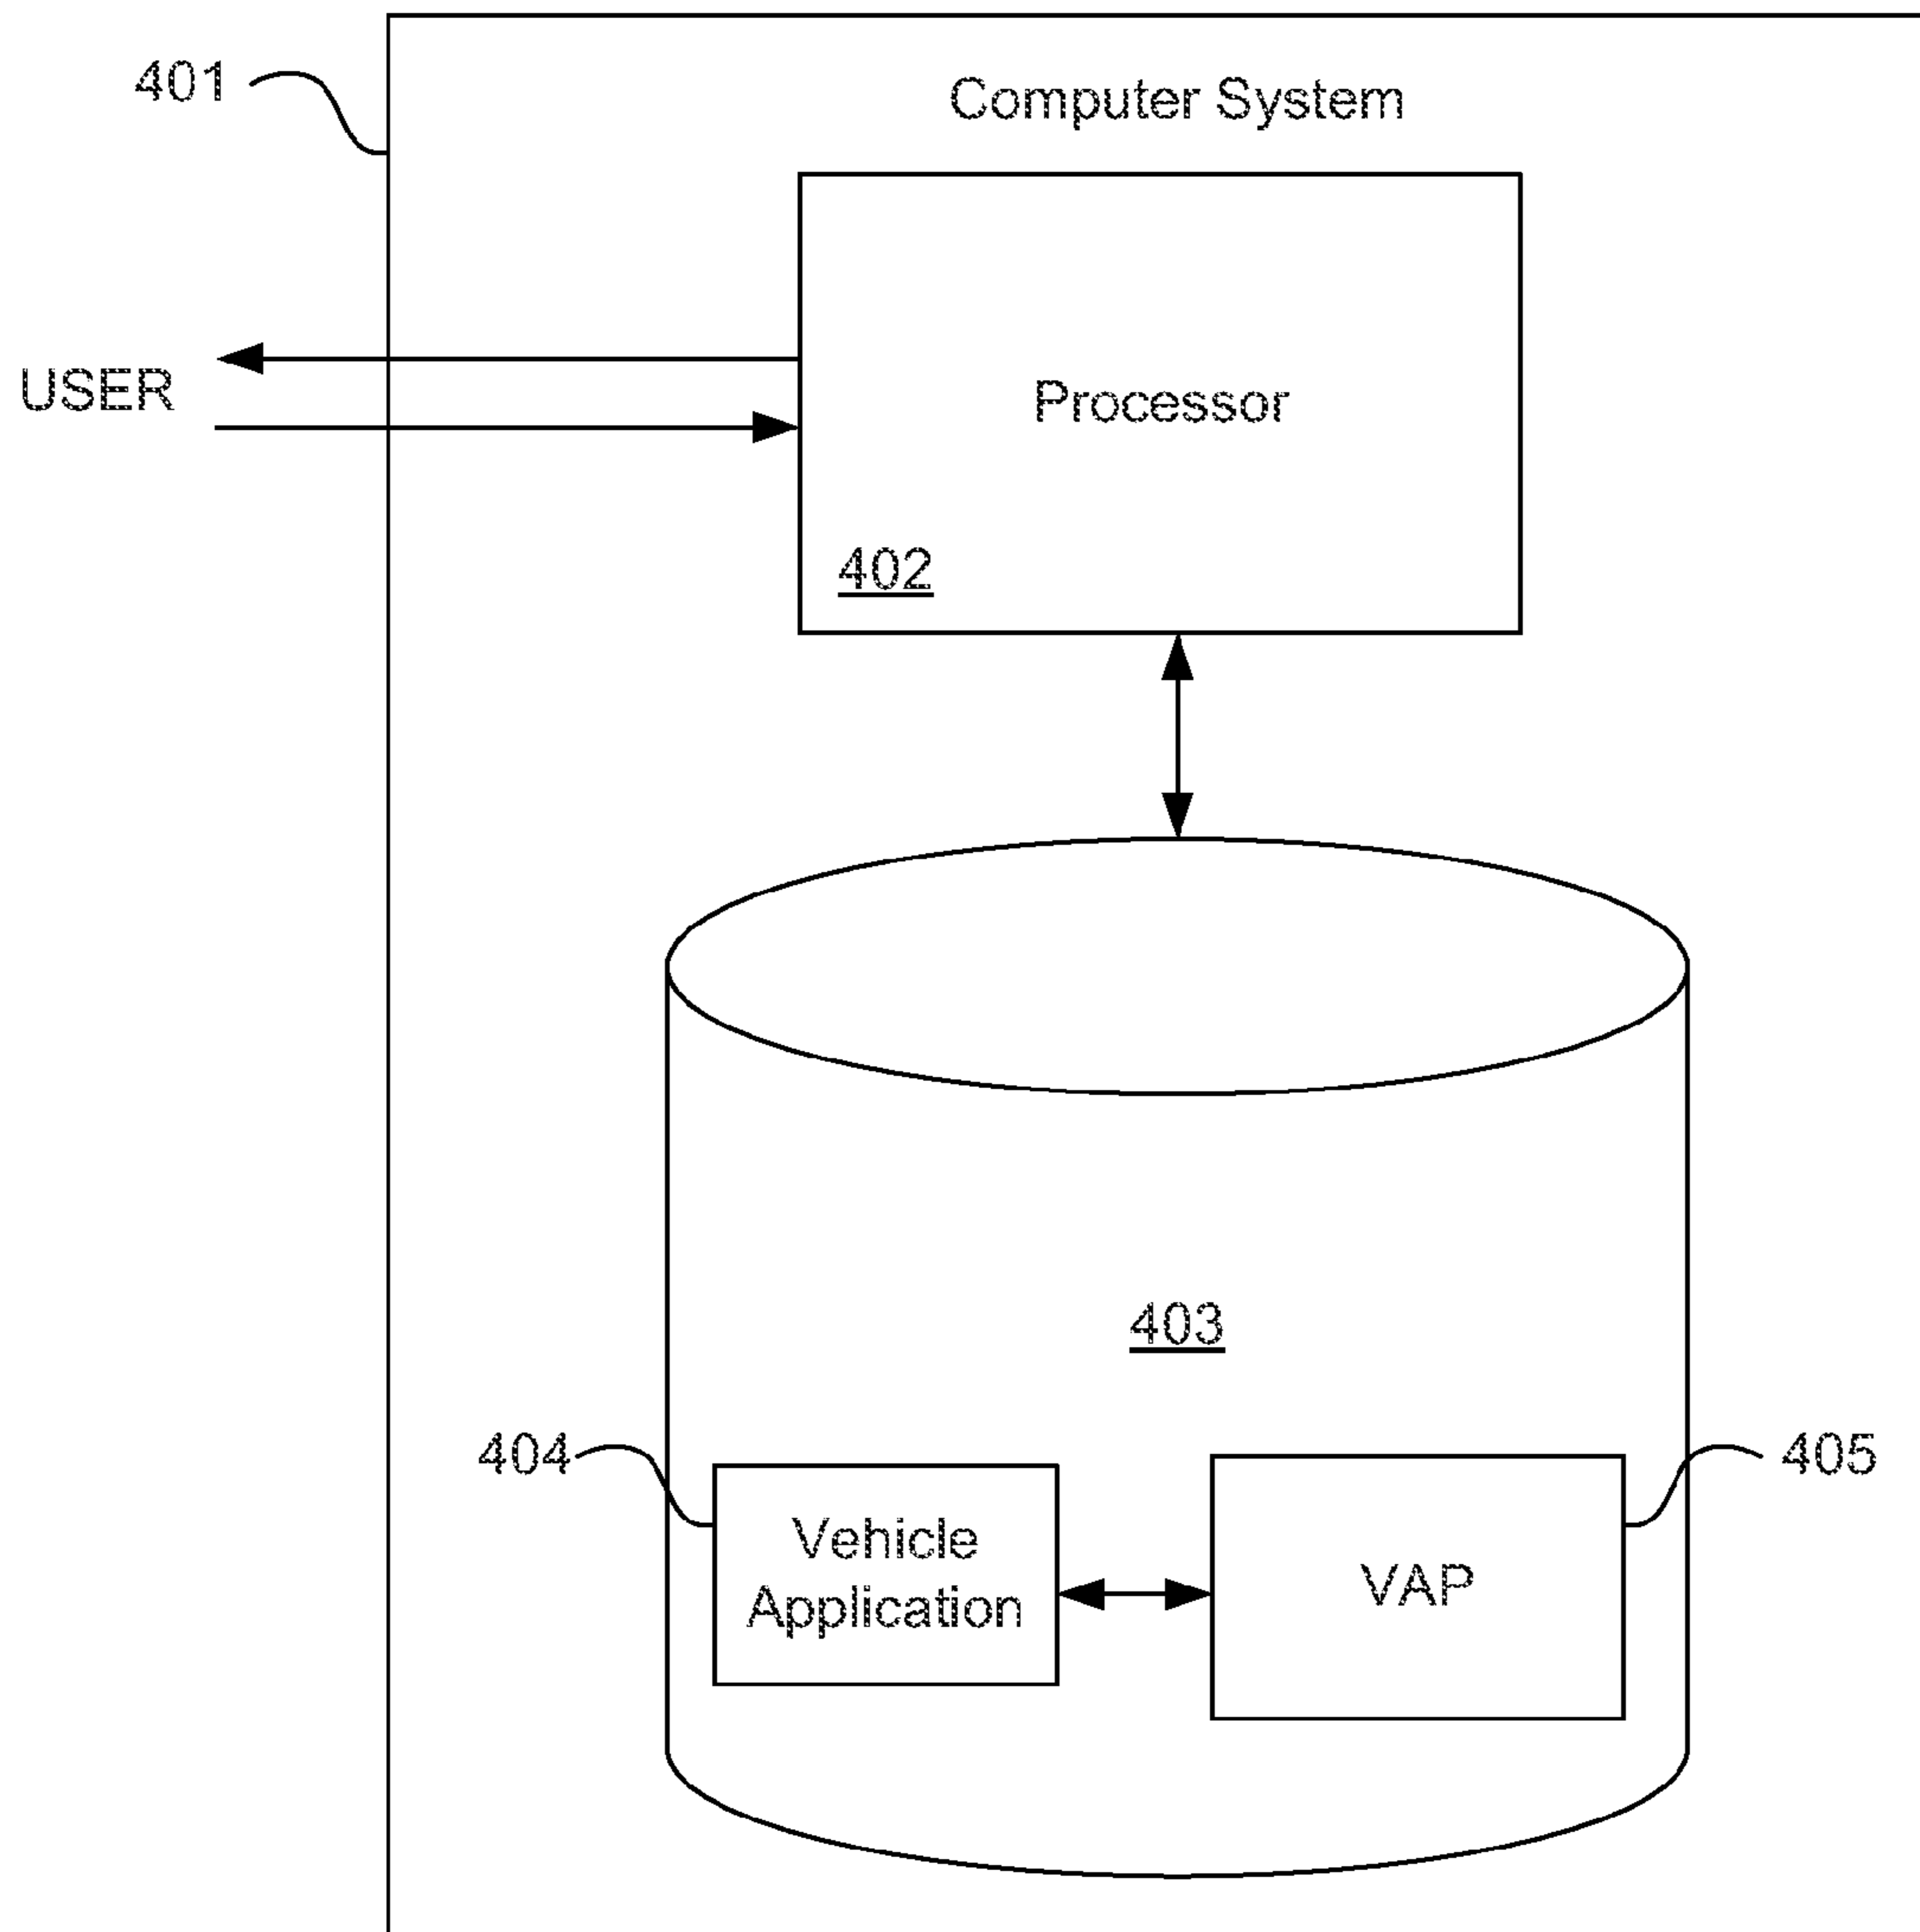 401
Computer System
USER
Processor
402
403
404
405
Vehicle
Application
VAP